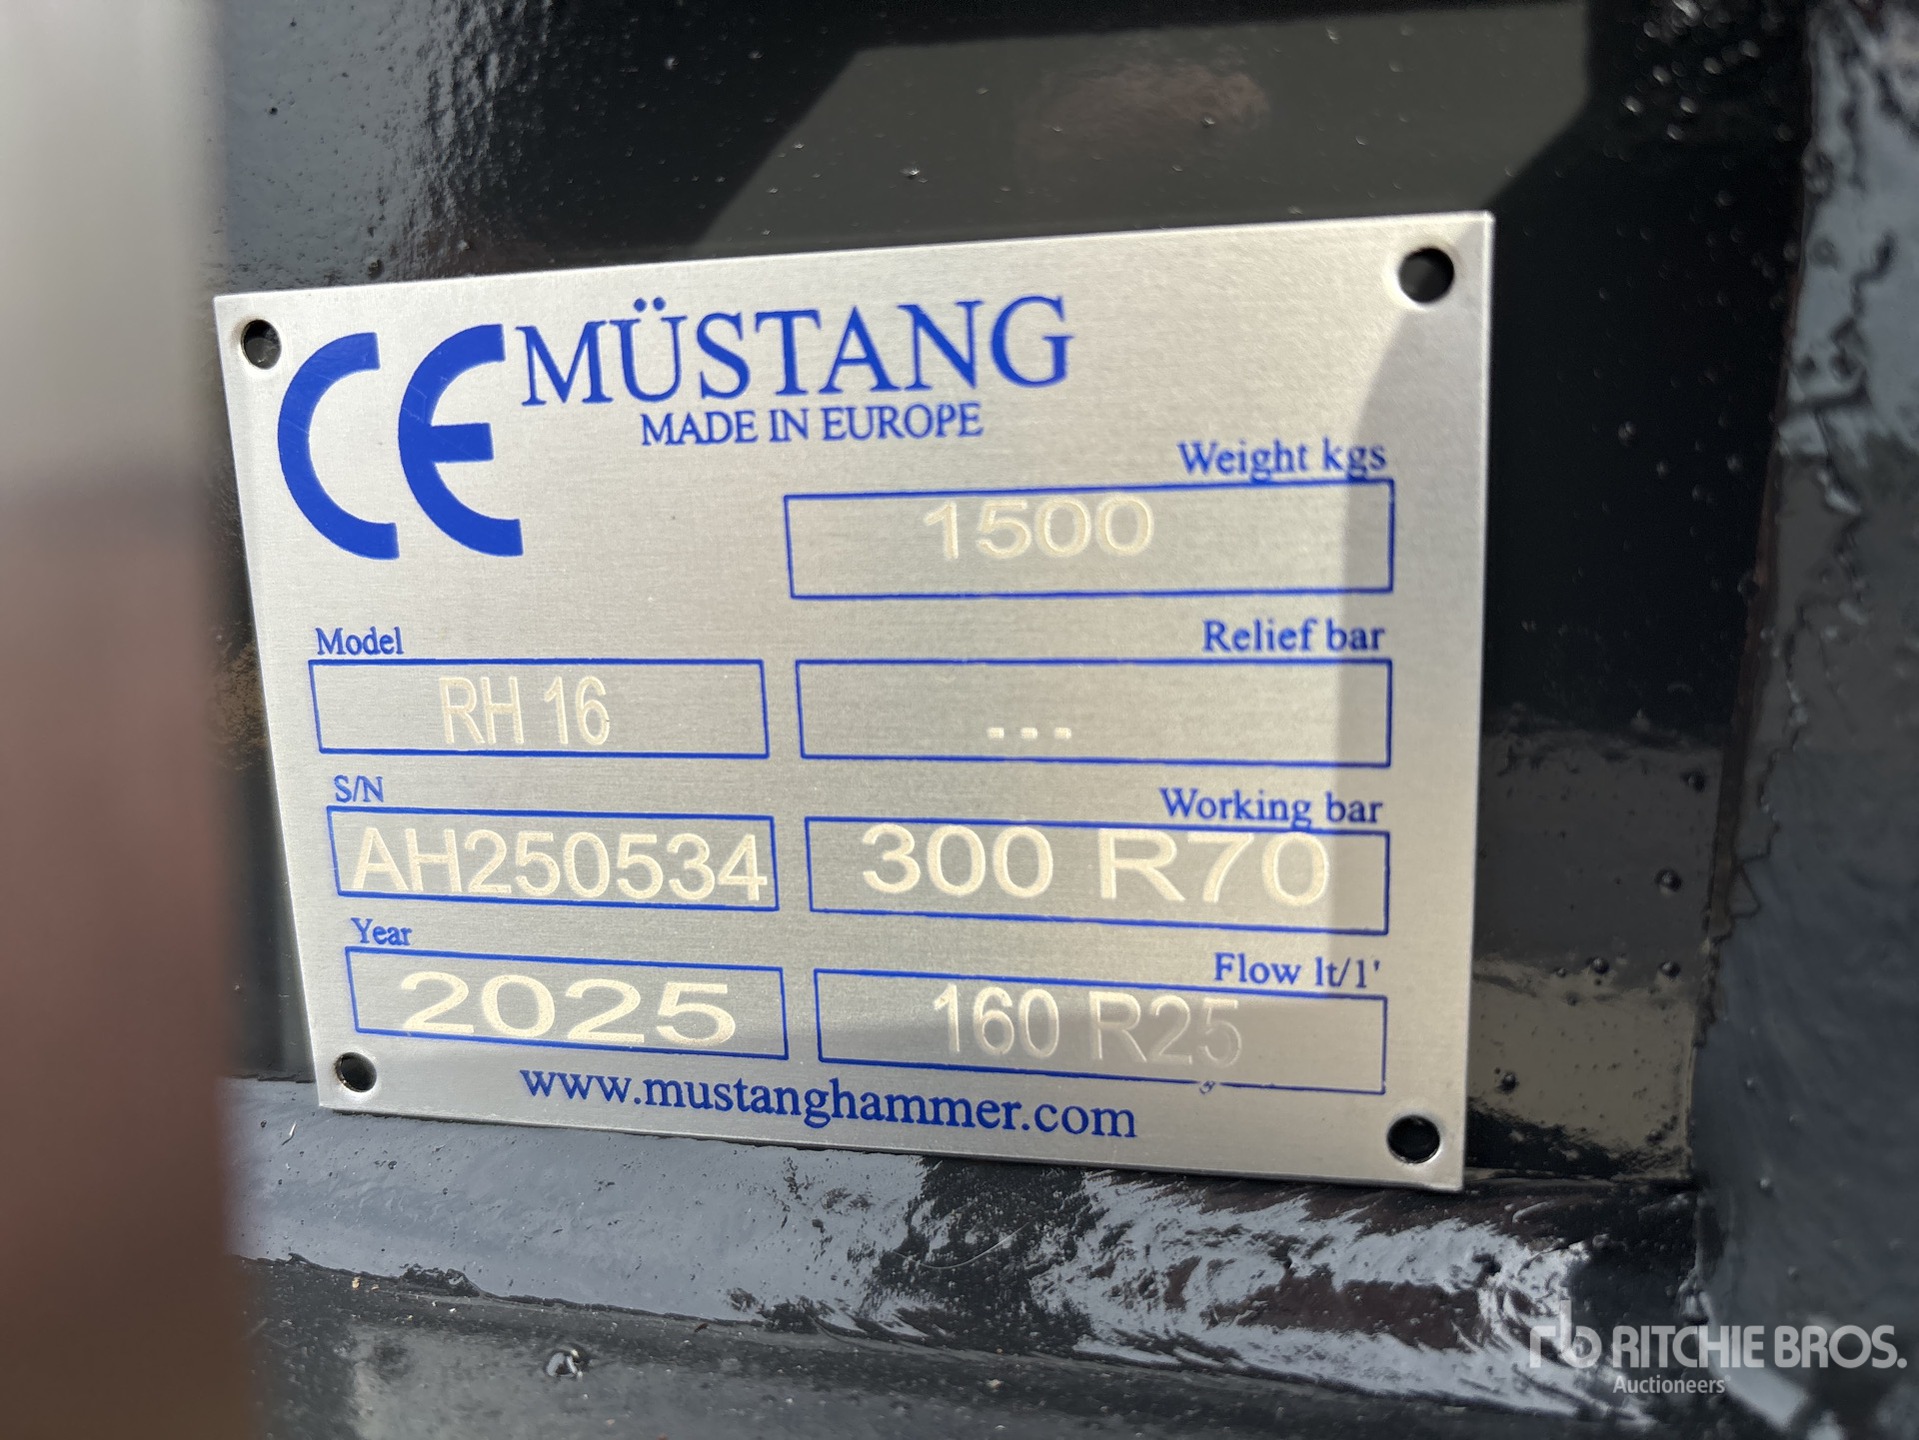 CE MÜSTANG
MADE IN EUROPE
Weight kgs
1500
Model
RH 16
Relief bar
---
S/N
AH250534
Working bar
300 R70
Year
2025
Flow lt/1'
160 R25
www.mustanghammer.com
rb RITCHIE BROS.
Auctioneers